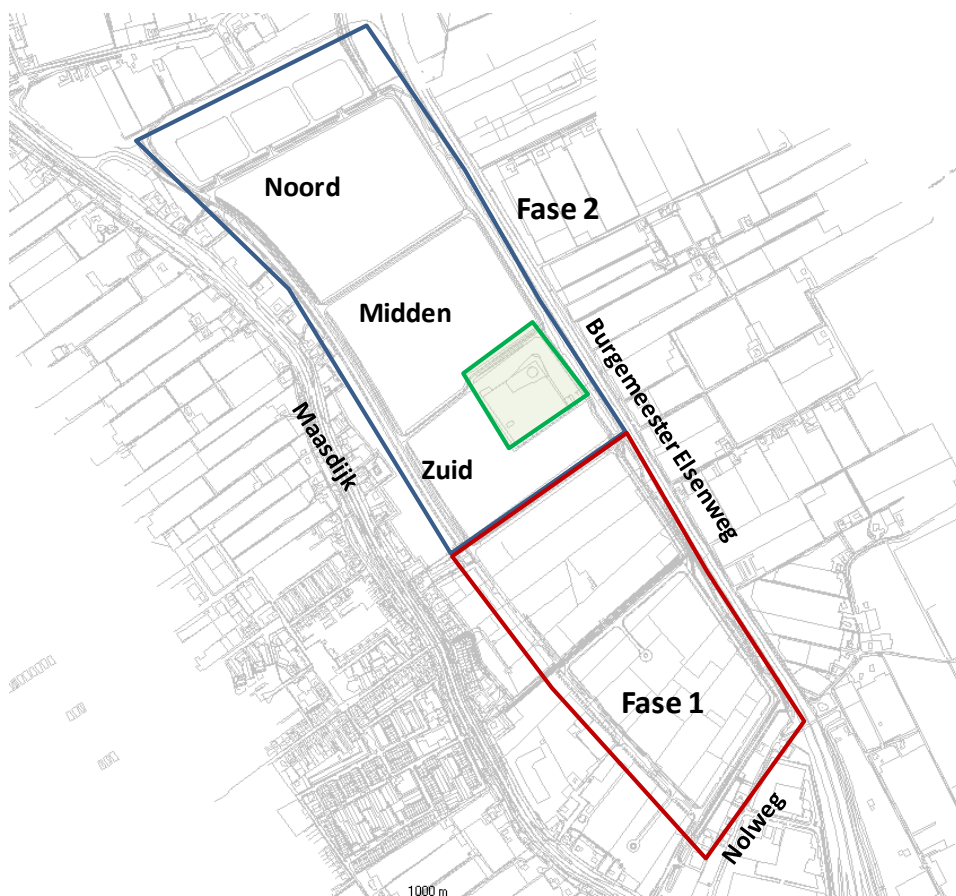 Noord
Fase 2
Midden
Burgemeester Elsenweg
Maasdijk
Zuid
Fase 1
Nolweg
1000 m